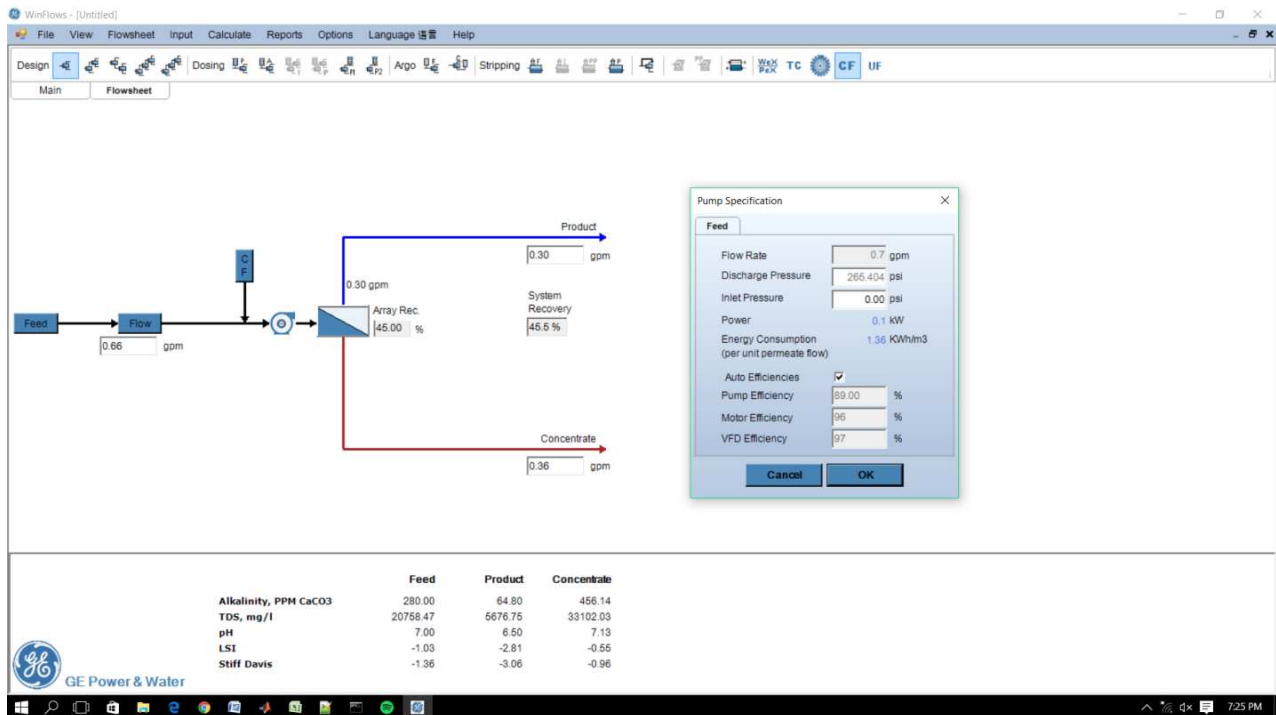 WinFlows - [Untitled]
File View Flowsheet Input Calculate Reports Options Language 语言 Help
Design Dosing Argo Stripping WeX PeX TC CF UF
Main Flowsheet
Pump Specification
Feed
Flow Rate 0.7 gpm
Discharge Pressure 265.404 psi
Inlet Pressure 0.00 psi
Power 0.1 KW
Energy Consumption 1.36 KWh/m3
(per unit permeate flow)
Auto Efficiencies
Pump Efficiency 89.00 %
Motor Efficiency 96 %
VFD Efficiency 97 %
Cancel OK
Product
0.30 gpm
C
F
0.30 gpm
System
Recovery
45.5 %
Array Rec.
45.00 %
Feed Flow
0.66 gpm
Concentrate
0.36 gpm
Feed Product Concentrate
Alkalinity, PPM CaCO3 280.00 64.80 456.14
TDS, mg/l 20758.47 5676.75 33102.03
pH 7.00 6.50 7.13
LSI -1.03 -2.81 -0.55
Stiff Davis -1.36 -3.06 -0.96
GE Power & Water
7:25 PM